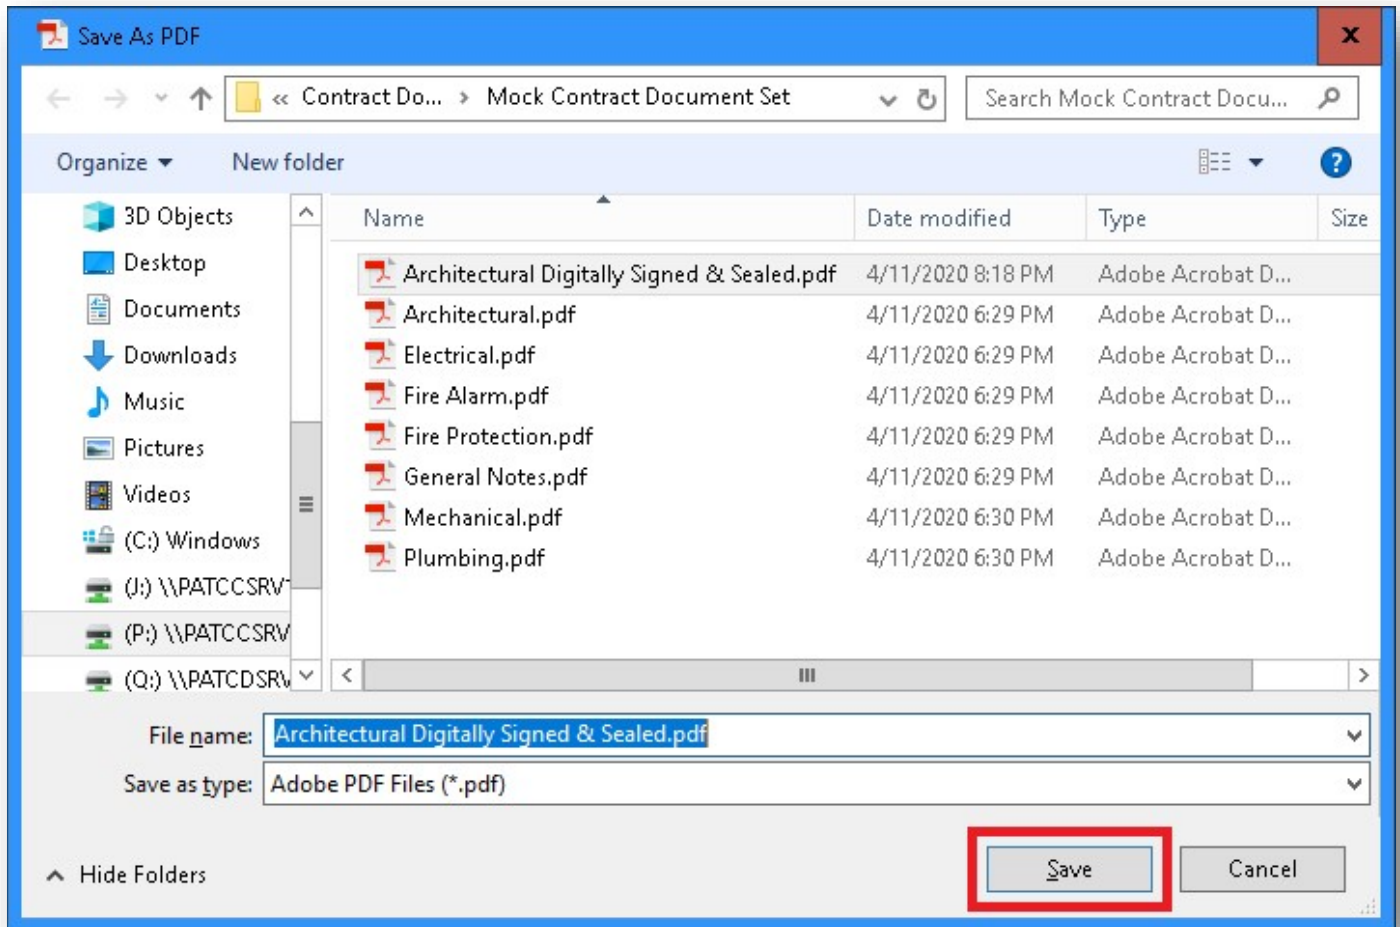 Save As PDF
x
« Contract Do... > Mock Contract Document Set
Search Mock Contract Docu...
Organize
New folder
?
3D Objects
Desktop
Documents
Downloads
Music
Pictures
Videos
(C:) Windows
(J:) \\PATCCSRV
(P:) \\PATCCSRV
(Q:) \\PATCDSRV
Name Date modified Type Size
Architectural Digitally Signed & Sealed.pdf 4/11/2020 8:18 PM Adobe Acrobat D...
Architectural.pdf 4/11/2020 6:29 PM Adobe Acrobat D...
Electrical.pdf 4/11/2020 6:29 PM Adobe Acrobat D...
Fire Alarm.pdf 4/11/2020 6:29 PM Adobe Acrobat D...
Fire Protection.pdf 4/11/2020 6:29 PM Adobe Acrobat D...
General Notes.pdf 4/11/2020 6:29 PM Adobe Acrobat D...
Mechanical.pdf 4/11/2020 6:30 PM Adobe Acrobat D...
Plumbing.pdf 4/11/2020 6:30 PM Adobe Acrobat D...
File name: Architectural Digitally Signed & Sealed.pdf
Save as type: Adobe PDF Files (*.pdf)
Hide Folders
Save
Cancel